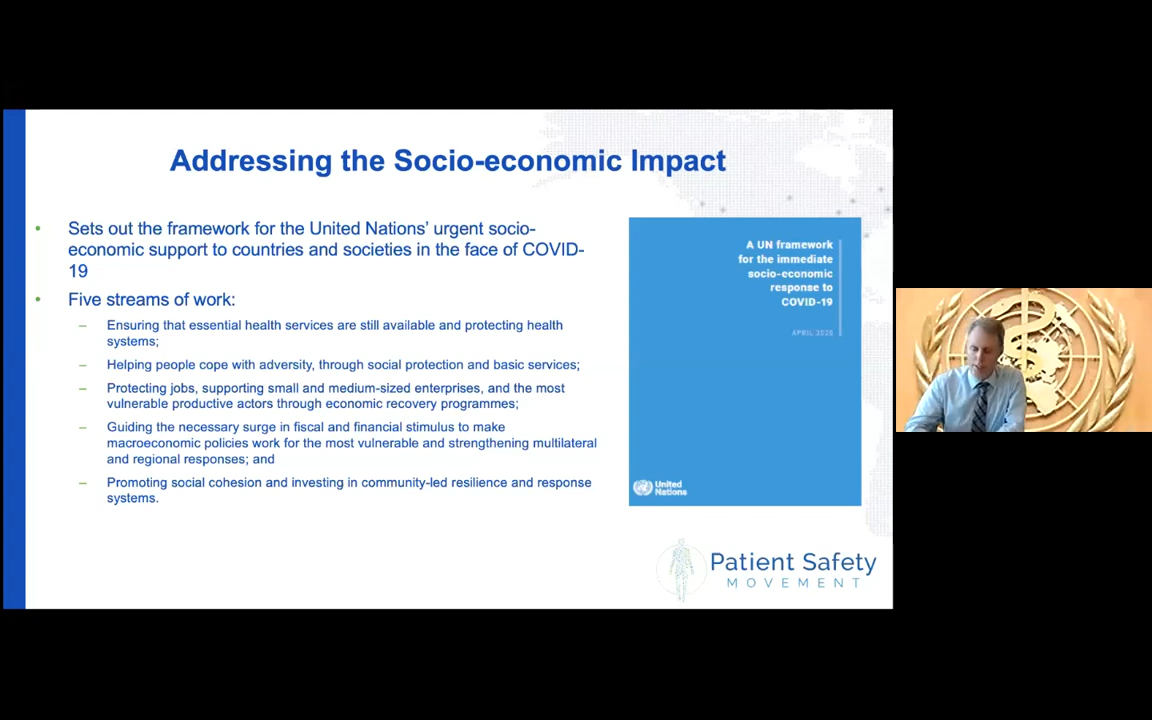 Addressing the Socio-economic Impact
• Sets out the framework for the United Nations’ urgent socio-
economic support to countries and societies in the face of COVID-
19
• Five streams of work:
– Ensuring that essential health services are still available and protecting health
systems;
– Helping people cope with adversity, through social protection and basic services;
– Protecting jobs, supporting small and medium-sized enterprises, and the most
vulnerable productive actors through economic recovery programmes;
– Guiding the necessary surge in fiscal and financial stimulus to make
macroeconomic policies work for the most vulnerable and strengthening multilateral
and regional responses; and
– Promoting social cohesion and investing in community-led resilience and response
systems.
A UN framework
for the immediate
socio-economic
response to
COVID-19
APRIL 2020
United
Nations
Patient Safety
MOVEMENT